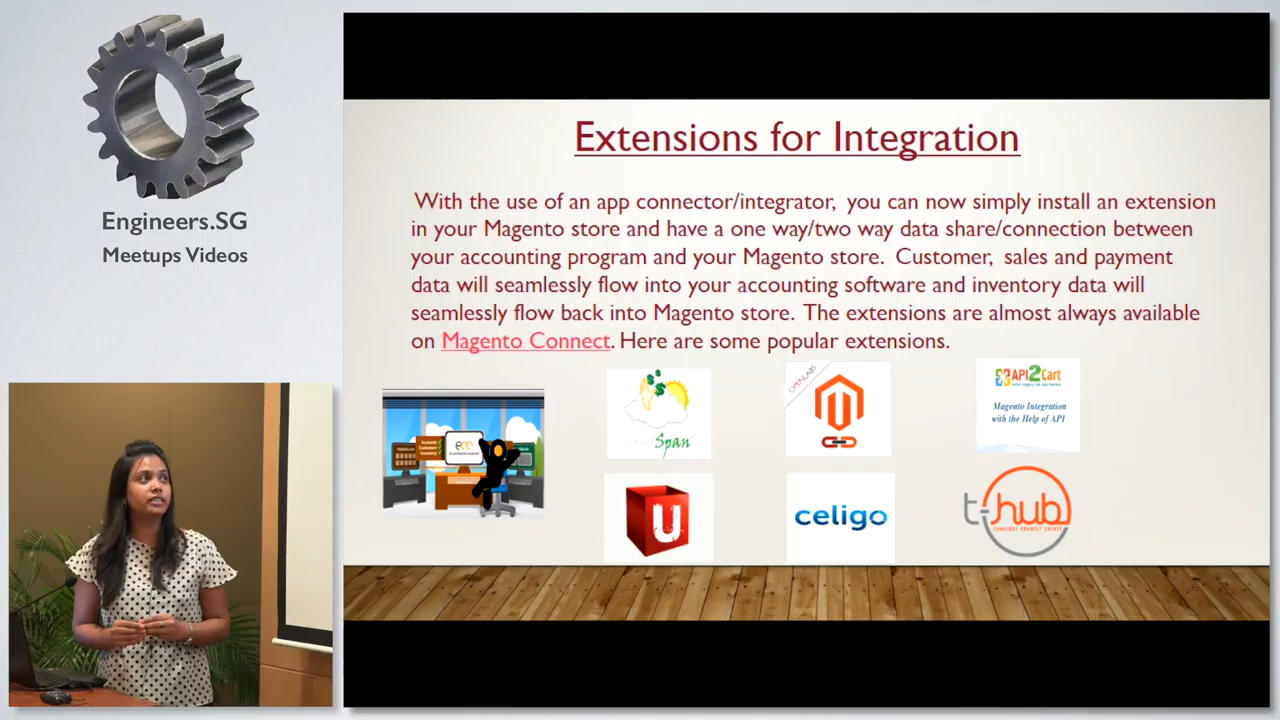 Engineers.SG
Meetups Videos
Extensions for Integration
With the use of an app connector/integrator, you can now simply install an extension
in your Magento store and have a one way/two way data share/connection between
your accounting program and your Magento store. Customer, sales and payment
data will seamlessly flow into your accounting software and inventory data will
seamlessly flow back into Magento store. The extensions are almost always available
on Magento Connect. Here are some popular extensions.
Accounts
Customers
Inventory
Span
OPENLABS
API2Cart
Magento Integration
with the Help of API
U
celigo
t-hub